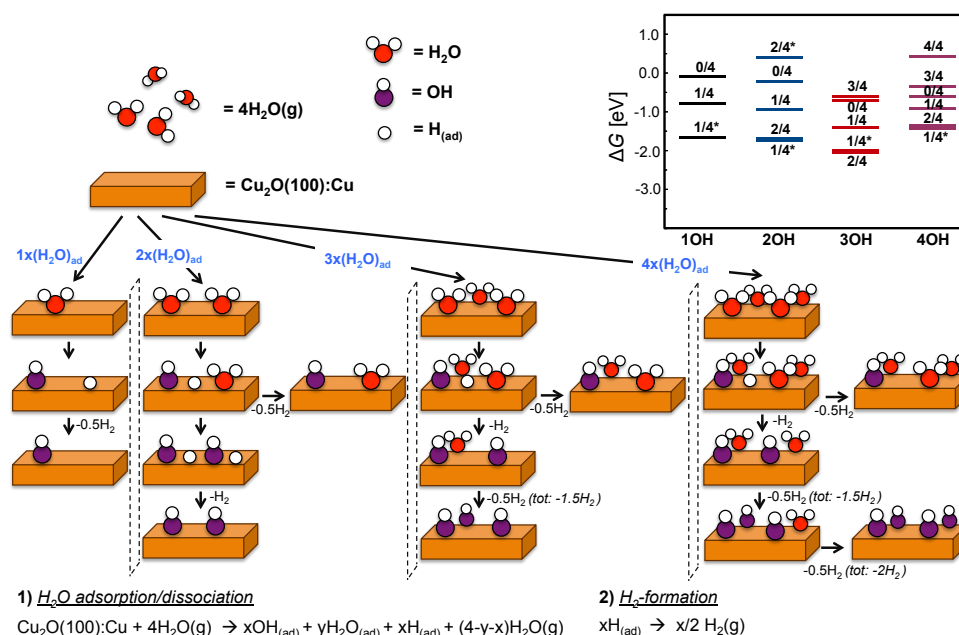 = H2O
= OH
= H(ad)
= 4H2O(g)
= Cu2O(100):Cu
ΔG [eV]
1.0
0.0
-1.0
-2.0
-3.0
0/4
1/4
1/4*
2/4*
0/4
1/4
2/4
1/4*
3/4
0/4
1/4
1/4*
2/4
4/4
3/4
0/4
1/4
2/4
1/4*
1OH
2OH
3OH
4OH
1x(H2O)ad
2x(H2O)ad
3x(H2O)ad
4x(H2O)ad
-0.5H2
-0.5H2
-0.5H2
-0.5H2
-H2
-H2
-H2
-0.5H2 (tot: -1.5H2)
-0.5H2 (tot: -1.5H2)
-0.5H2 (tot: -2H2)
1) H2O adsorption/dissociation
Cu2O(100):Cu + 4H2O(g) → xOH(ad) + yH2O(ad) + xH(ad) + (4-y-x)H2O(g)
2) H2-formation
xH(ad) → x/2 H2(g)